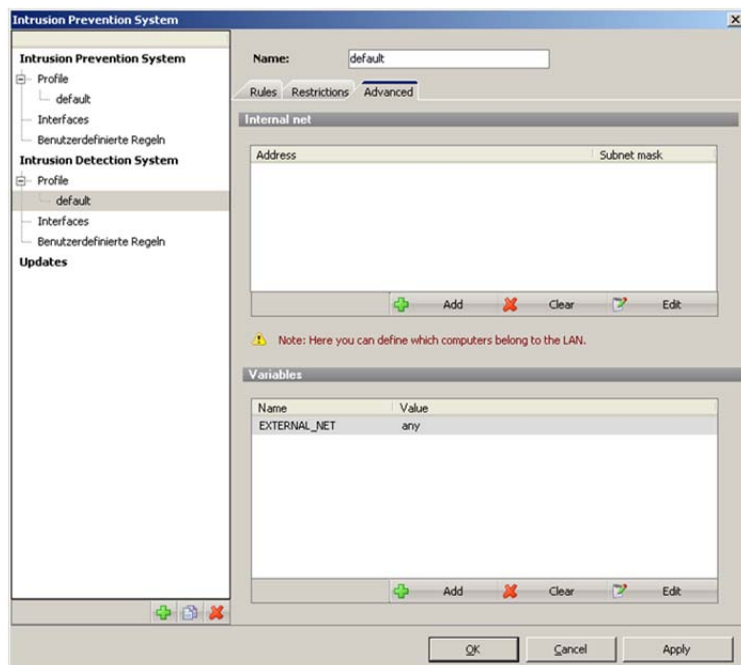 Intrusion Prevention System
Intrusion Prevention System
Profile
default
Interfaces
Benutzerdefinierte Regeln
Intrusion Detection System
Profile
default
Interfaces
Benutzerdefinierte Regeln
Updates
Name: default
Rules Restrictions Advanced
Internal net
Address Subnet mask
Add Clear Edit
Note: Here you can define which computers belong to the LAN.
Variables
Name Value
EXTERNAL_NET any
Add Clear Edit
OK Cancel Apply